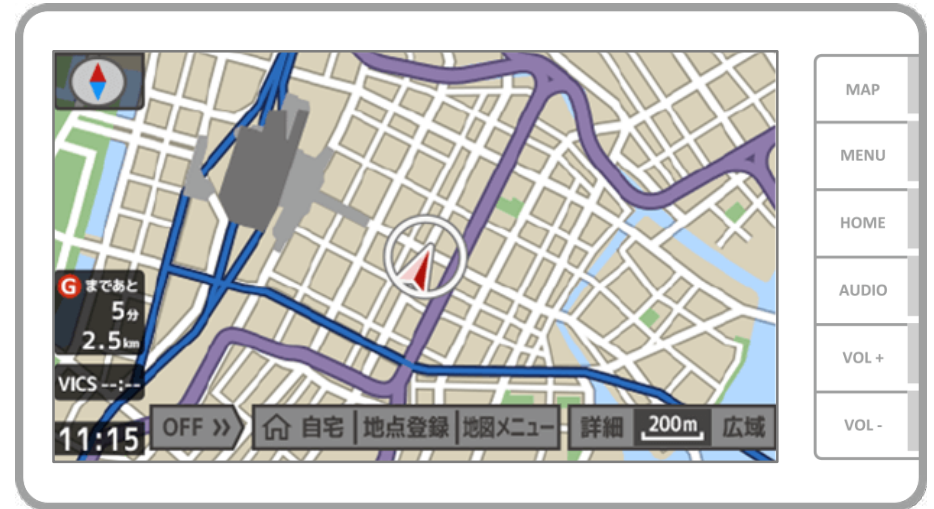 G まであと
5分
2.5km
VICS --:--
11:15
OFF
自宅
地点登録
地図メニュー
詳細
200m
広域
MAP
MENU
HOME
AUDIO
VOL +
VOL -